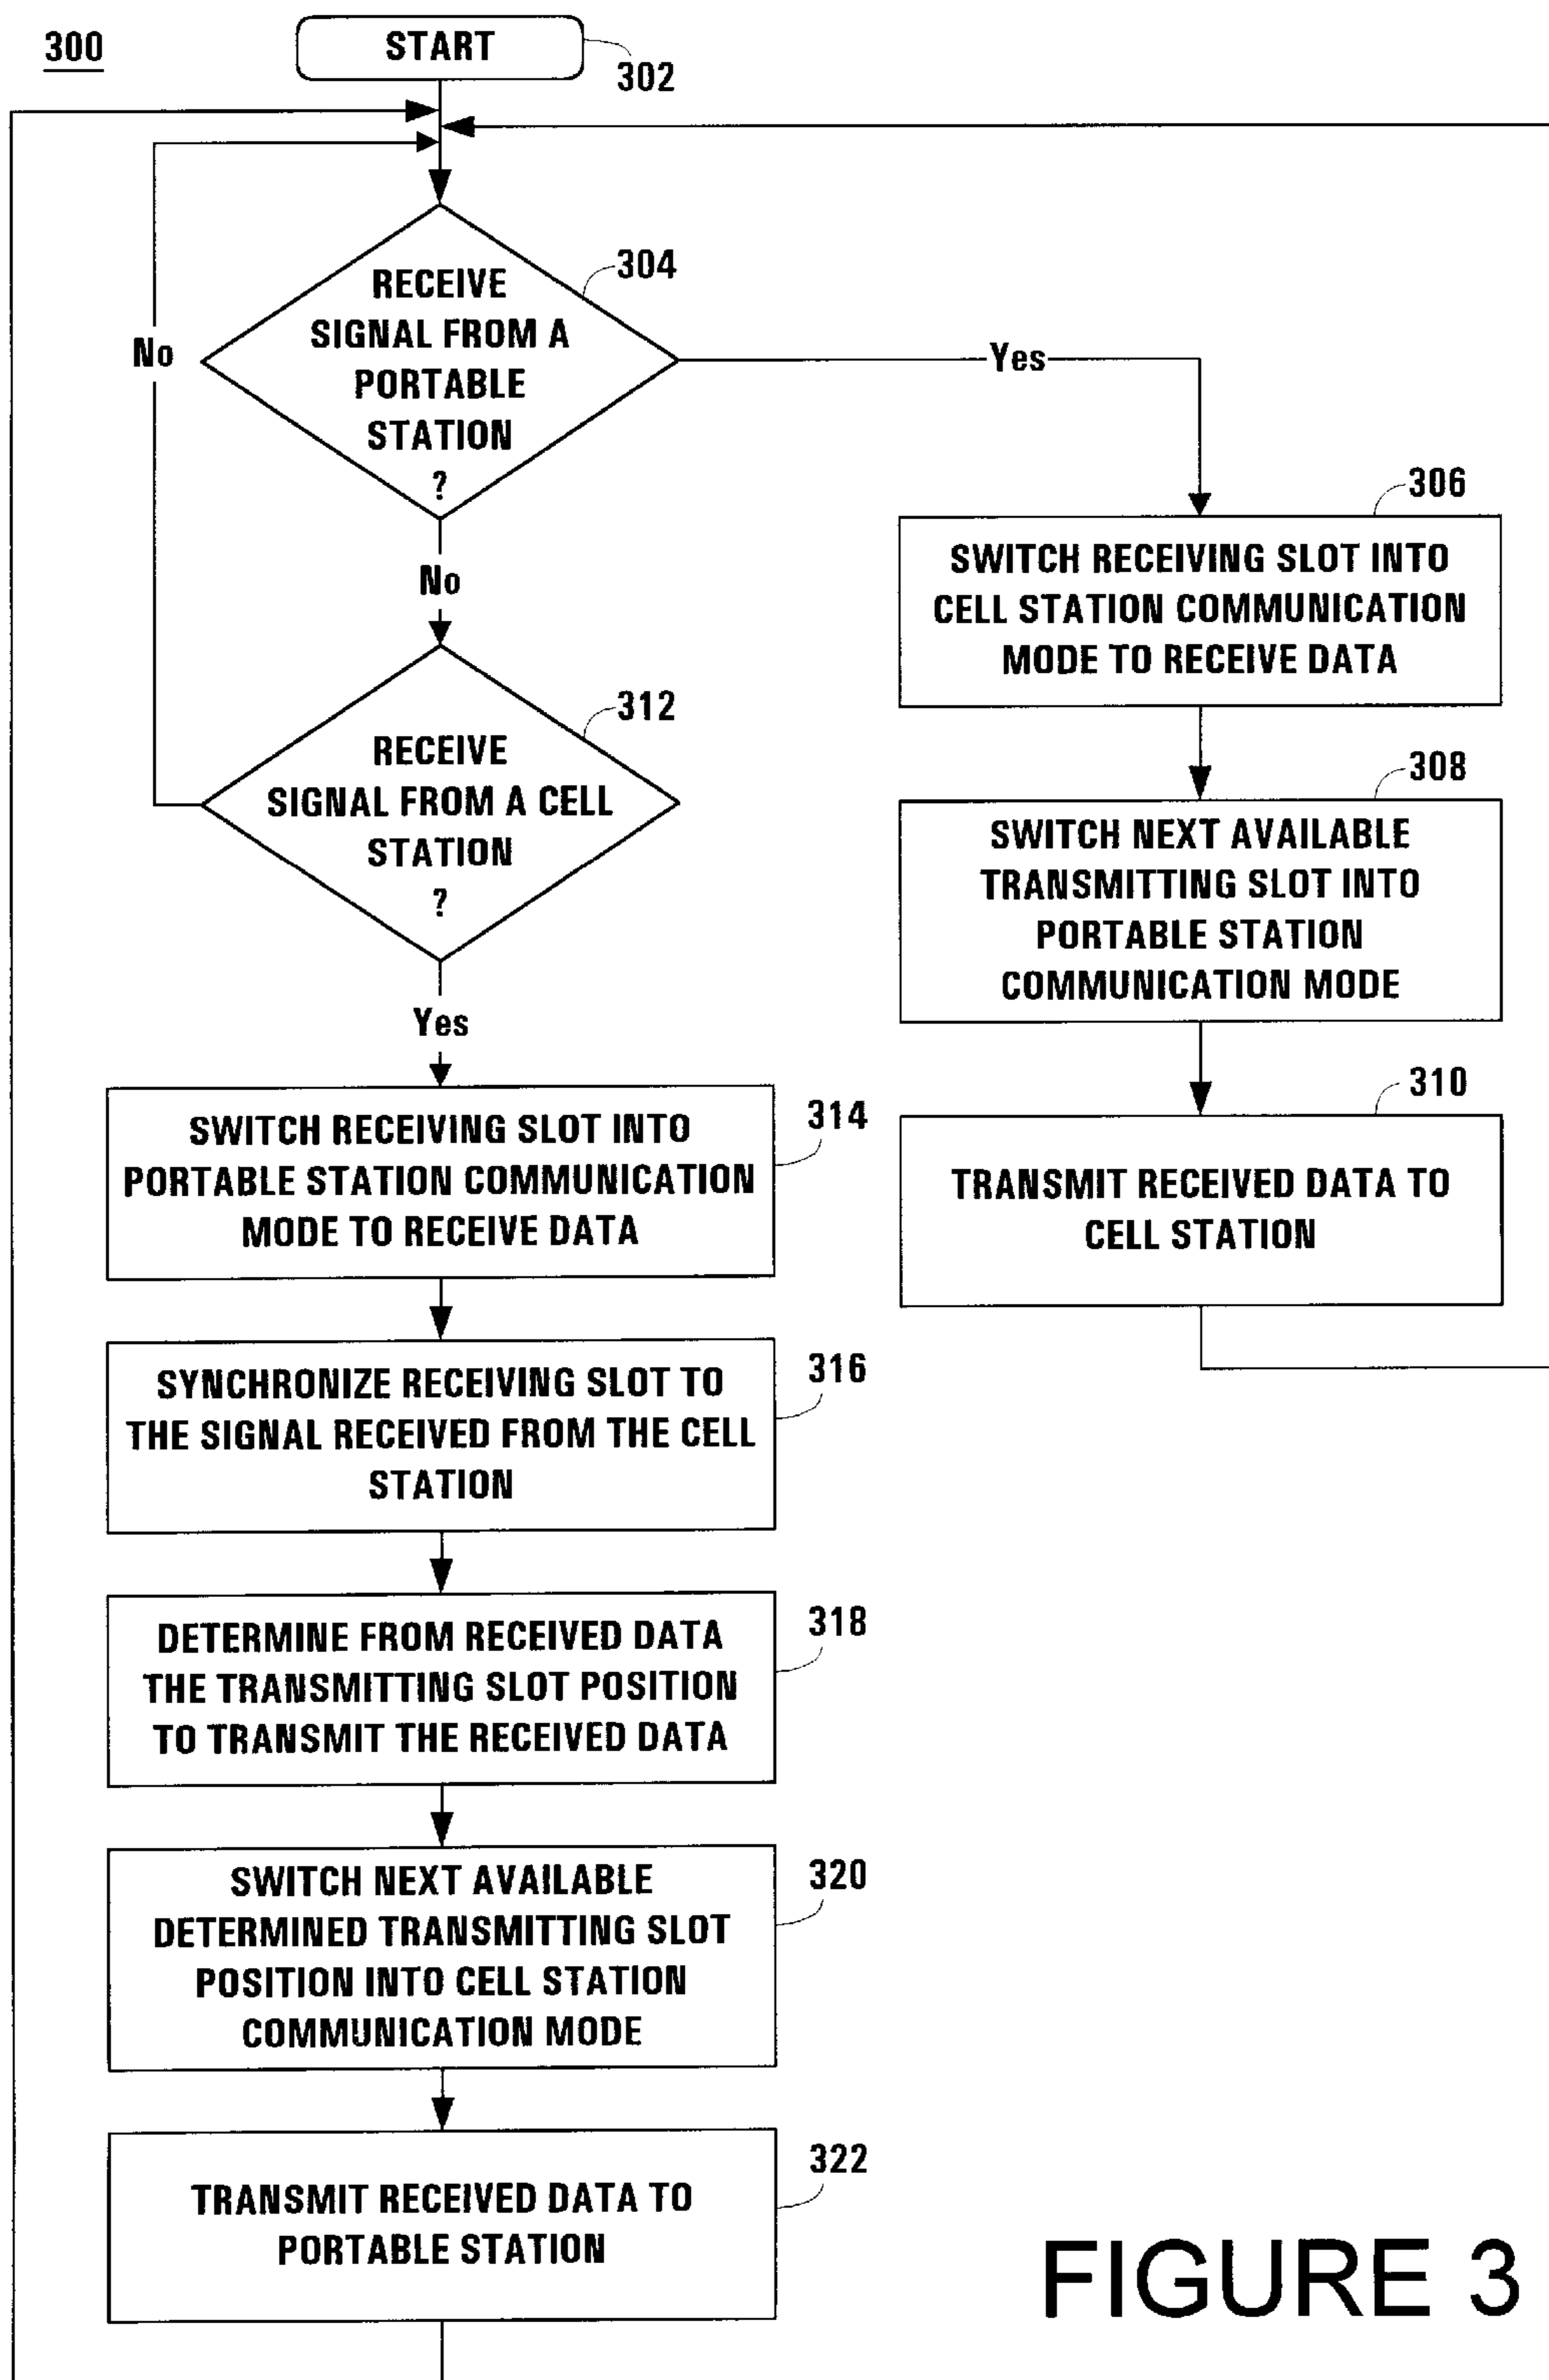 300
START
302
RECEIVE
SIGNAL FROM A
PORTABLE
STATION
?
304
No
Yes
No
306
SWITCH RECEIVING SLOT INTO
CELL STATION COMMUNICATION
MODE TO RECEIVE DATA
312
RECEIVE
SIGNAL FROM A CELL
STATION
?
308
SWITCH NEXT AVAILABLE
TRANSMITTING SLOT INTO
PORTABLE STATION
COMMUNICATION MODE
Yes
310
TRANSMIT RECEIVED DATA TO
CELL STATION
314
SWITCH RECEIVING SLOT INTO
PORTABLE STATION COMMUNICATION
MODE TO RECEIVE DATA
316
SYNCHRONIZE RECEIVING SLOT TO
THE SIGNAL RECEIVED FROM THE CELL
STATION
318
DETERMINE FROM RECEIVED DATA
THE TRANSMITTING SLOT POSITION
TO TRANSMIT THE RECEIVED DATA
320
SWITCH NEXT AVAILABLE
DETERMINED TRANSMITTING SLOT
POSITION INTO CELL STATION
COMMUNICATION MODE
322
TRANSMIT RECEIVED DATA TO
PORTABLE STATION
FIGURE 3